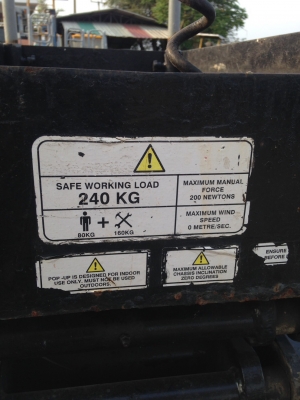 SAFE WORKING LOAD
240 KG
80KG
+
160KG
MAXIMUM MANUAL
FORCE
200 NEWTONS
MAXIMUM WIND
SPEED
0 METRE/SEC.
POP-UP IS DESIGNED FOR INDOOR
USE ONLY. MUST NOT BE USED
OUTDOORS.
MAXIMUM ALLOWABLE
CHASSIS INCLINATION
ZERO DEGREES
ENSURE
BEFORE